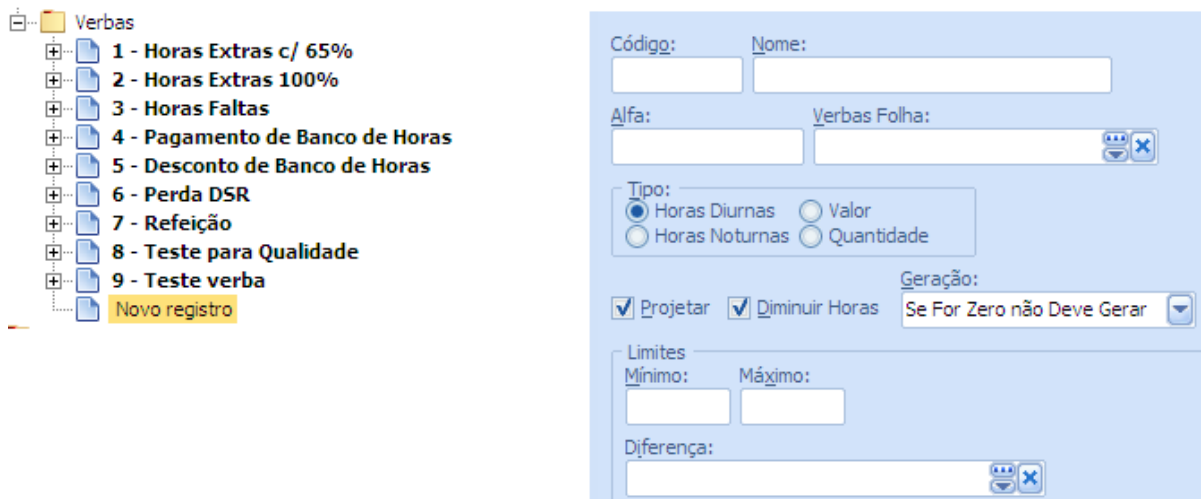 Verbas
1 - Horas Extras c/ 65%
2 - Horas Extras 100%
3 - Horas Faltas
4 - Pagamento de Banco de Horas
5 - Desconto de Banco de Horas
6 - Perda DSR
7 - Refeição
8 - Teste para Qualidade
9 - Teste verba
Novo registro
Código: Nome:
Alfa: Verbas Folha:
Tipo:
Horas Diurnas Valor
Horas Noturnas Quantidade
Geração:
Projetar Diminuir Horas Se For Zero não Deve Gerar
Limites
Mínimo: Máximo:
Diferença: